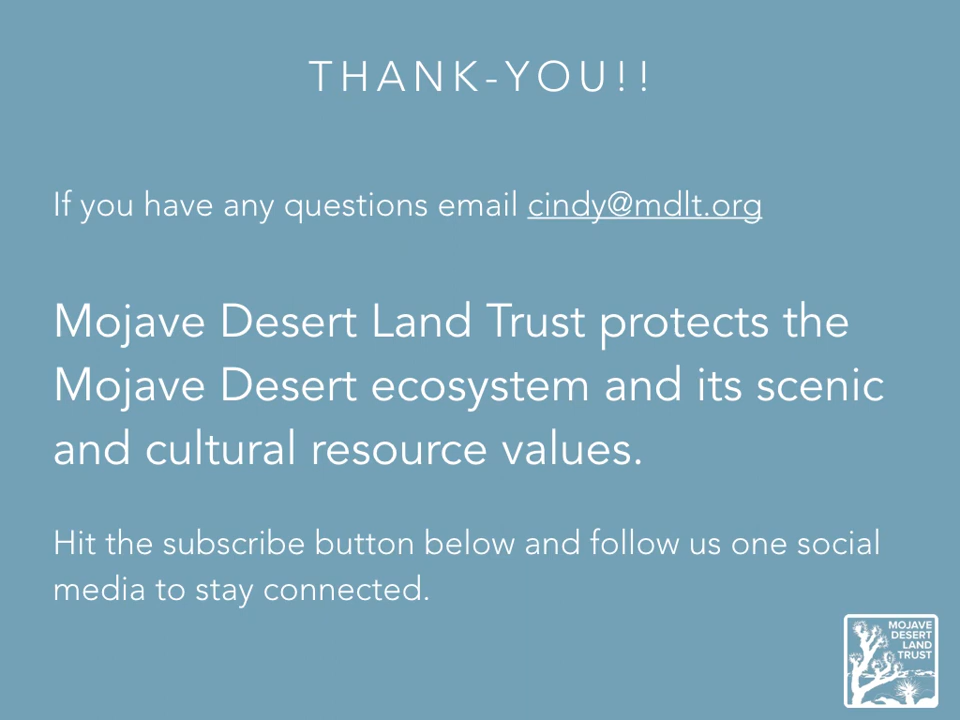 THANK-YOU!!
If you have any questions email cindy@mdlt.org
Mojave Desert Land Trust protects the
Mojave Desert ecosystem and its scenic
and cultural resource values.
Hit the subscribe button below and follow us one social
media to stay connected.
MOJAVE
DESERT
LAND
TRUST